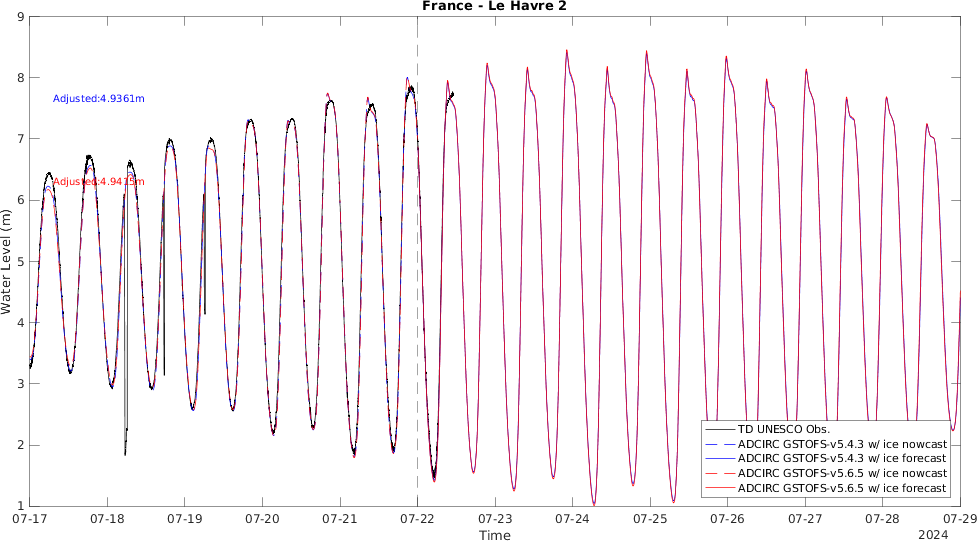 France - Le Havre 2
9
8
7
6
5
4
3
2
1
Water Level (m)
Adjusted:4.9361m
Adjusted:4.9415m
TD UNESCO Obs.
ADCIRC GSTOFS-v5.4.3 w/ ice nowcast
ADCIRC GSTOFS-v5.4.3 w/ ice forecast
ADCIRC GSTOFS-v5.6.5 w/ ice nowcast
ADCIRC GSTOFS-v5.6.5 w/ ice forecast
07-17 07-18 07-19 07-20 07-21 07-22 07-23 07-24 07-25 07-26 07-27 07-28 07-29
Time
2024